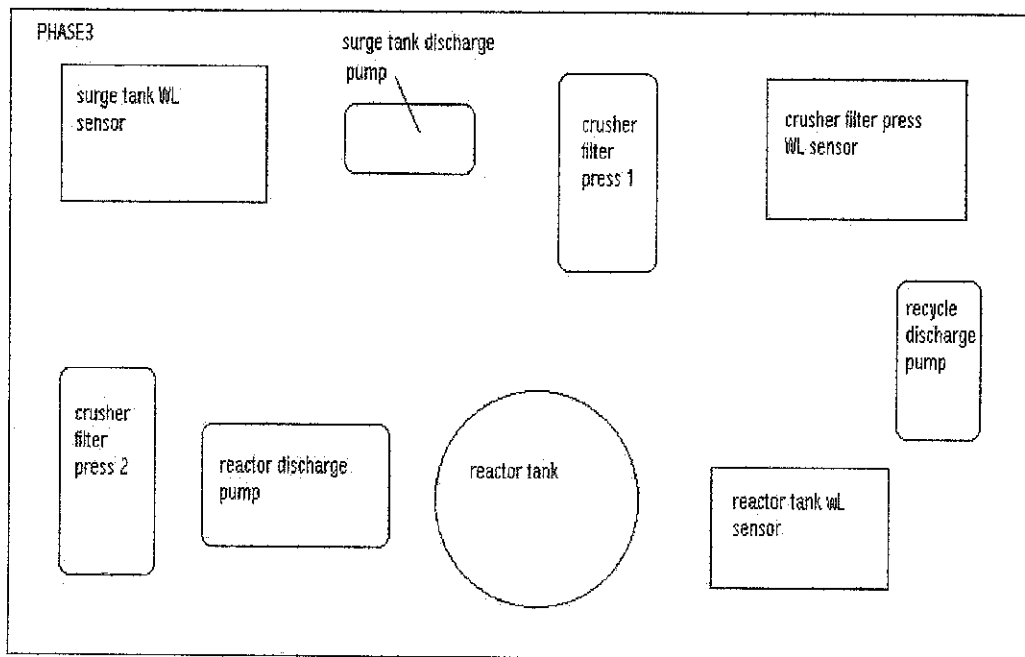 PHASE3
surge tank discharge
pump
surge tank WL
sensor
crusher
filter
press 1
crusher filter press
WL sensor
recycle
discharge
pump
crusher
filter
press 2
reactor discharge
pump
reactor tank
reactor tank WL
sensor